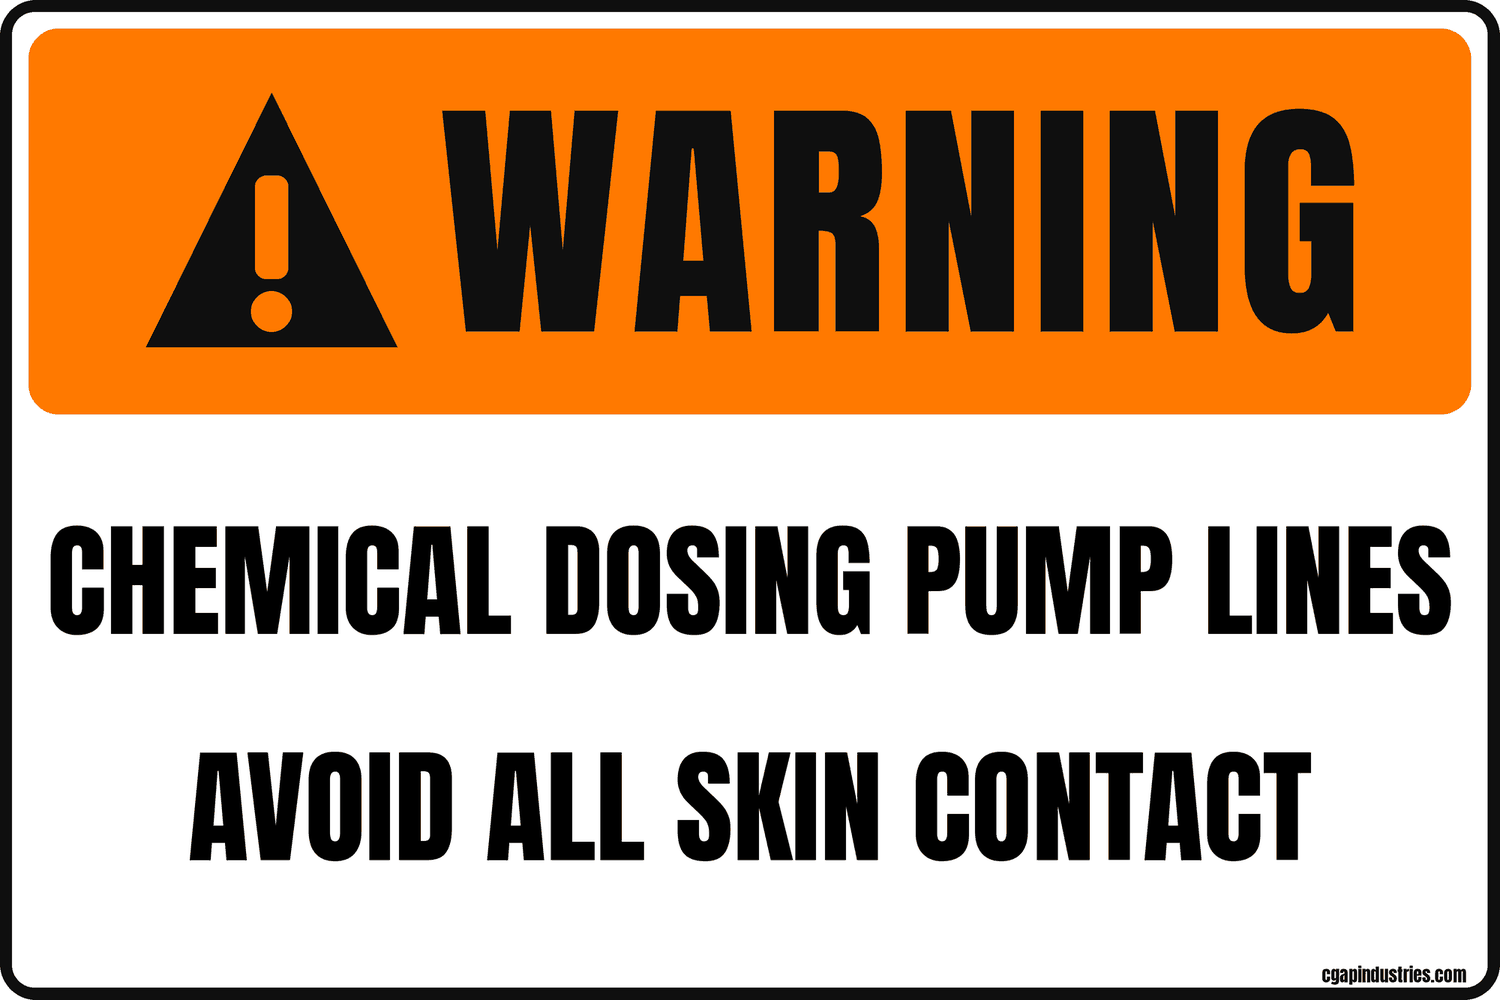 WARNING
CHEMICAL DOSING PUMP LINES
AVOID ALL SKIN CONTACT
cgapindustries.com